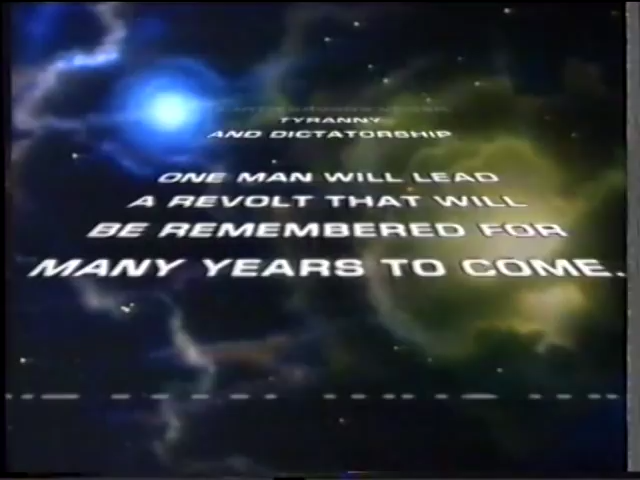 TYRANNY
AND DICTATORSHIP
ONE MAN WILL LEAD
A REVOLT THAT WILL
BE REMEMBERED FOR
MANY YEARS TO COME.